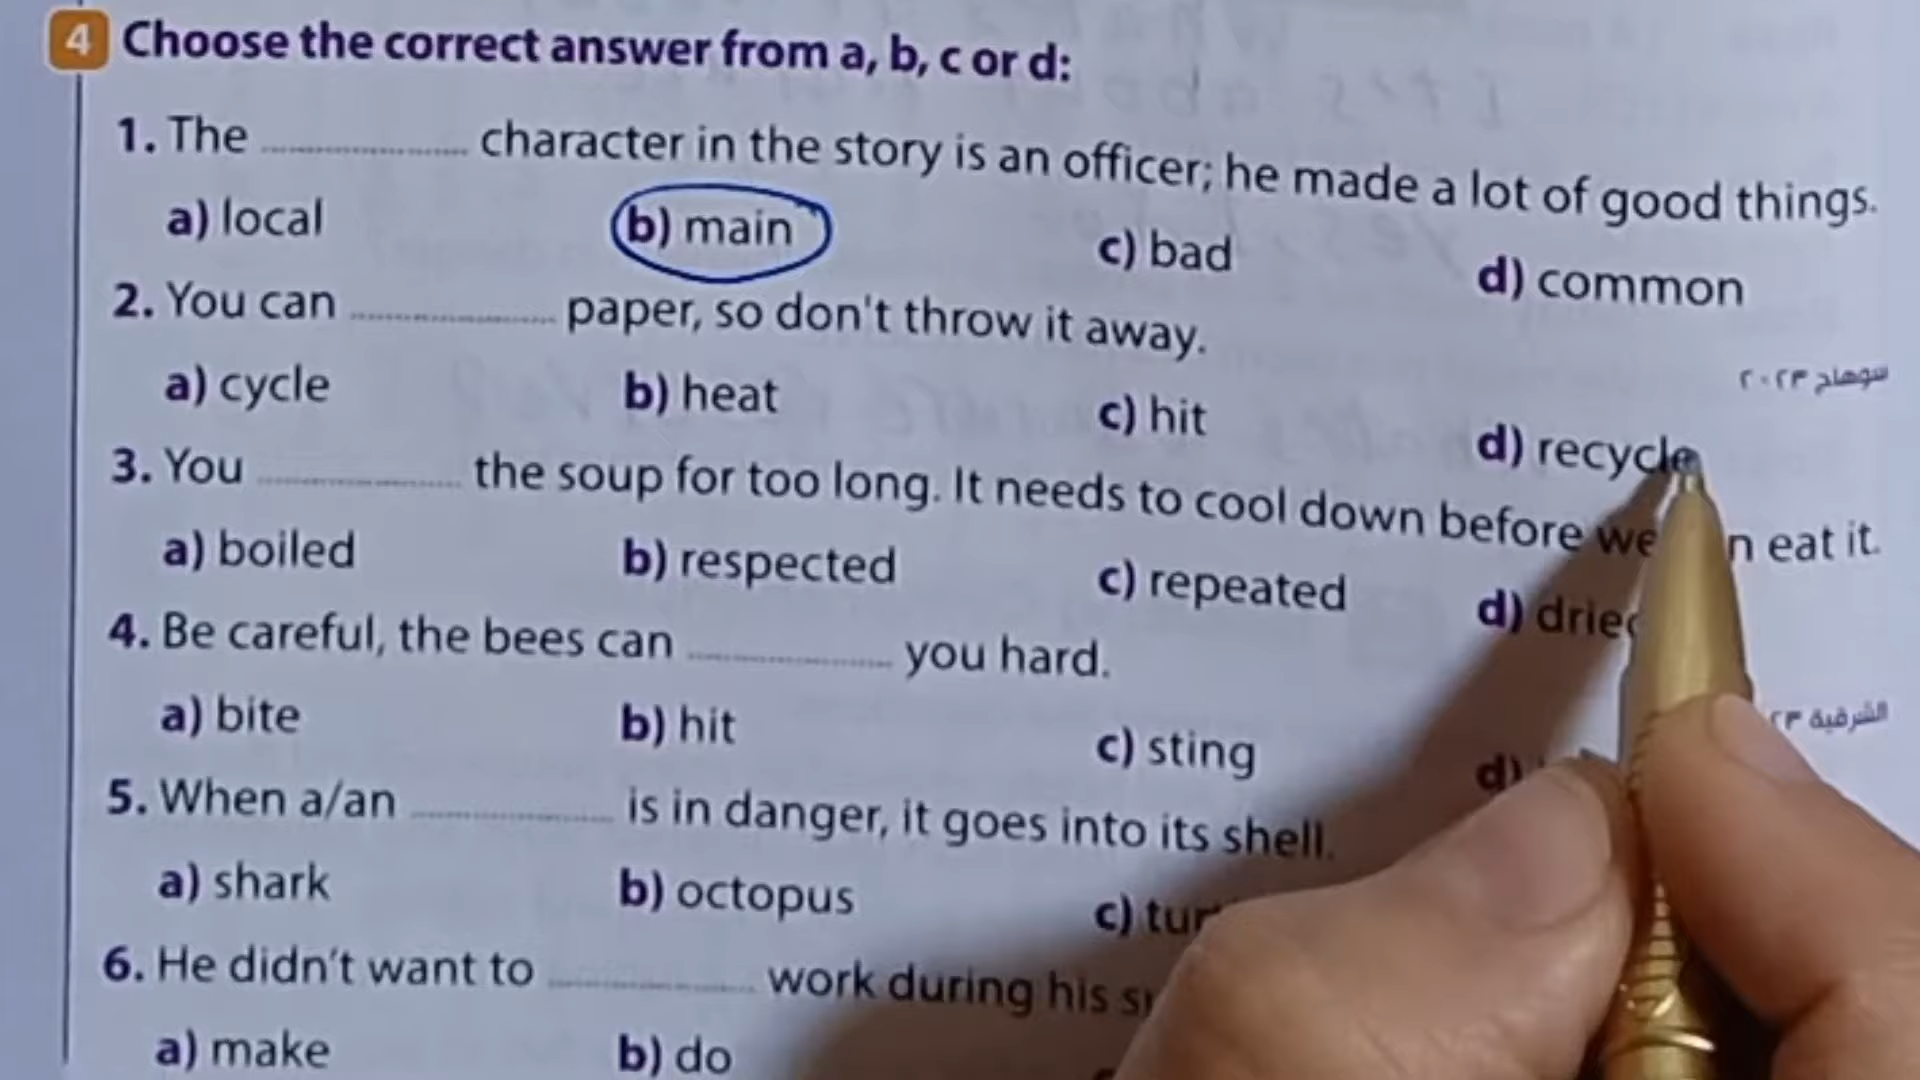 4 Choose the correct answer from a, b, c or d:
1. The ................ character in the story is an officer; he made a lot of good things.
a) local b) main c) bad d) common
2. You can ................ paper, so don't throw it away.
سوهاج ٢٠٢٣
a) cycle b) heat c) hit d) recycle
3. You ................ the soup for too long. It needs to cool down before we n eat it.
a) boiled b) respected c) repeated d)
4. Be careful, the bees can ................ you hard.
الشرقية
a) bite b) hit c) sting d)
5. When a/an ................ is in danger, it goes into its shell.
a) shark b) octopus c)
6. He didn't want to ................ work during his
a) make b) do